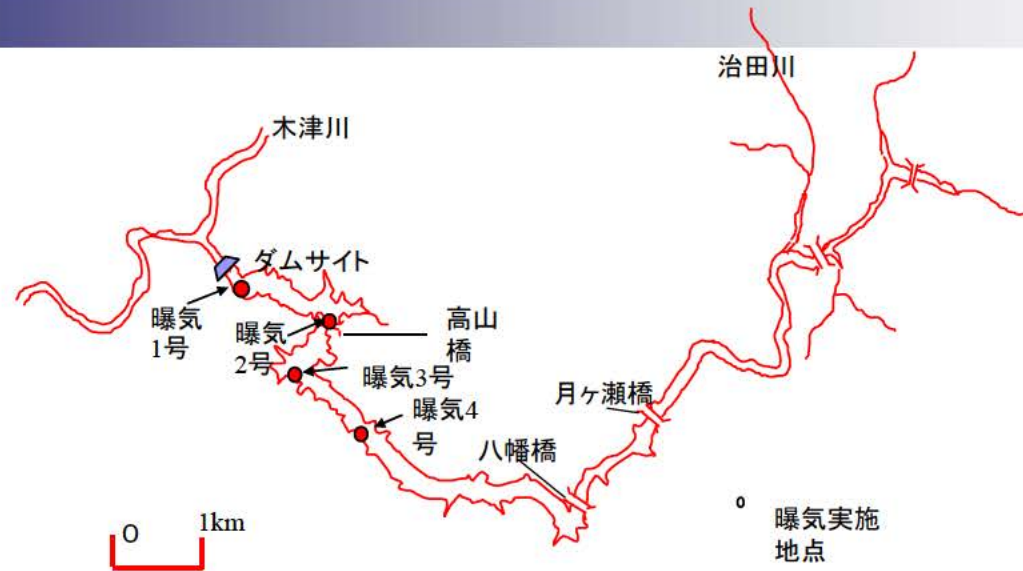 治田川
木津川
ダムサイト
曝気
1号
曝気
2号
高山
橋
曝気3号
曝気4
号
月ヶ瀬橋
八幡橋
0 1km
曝気実施
地点